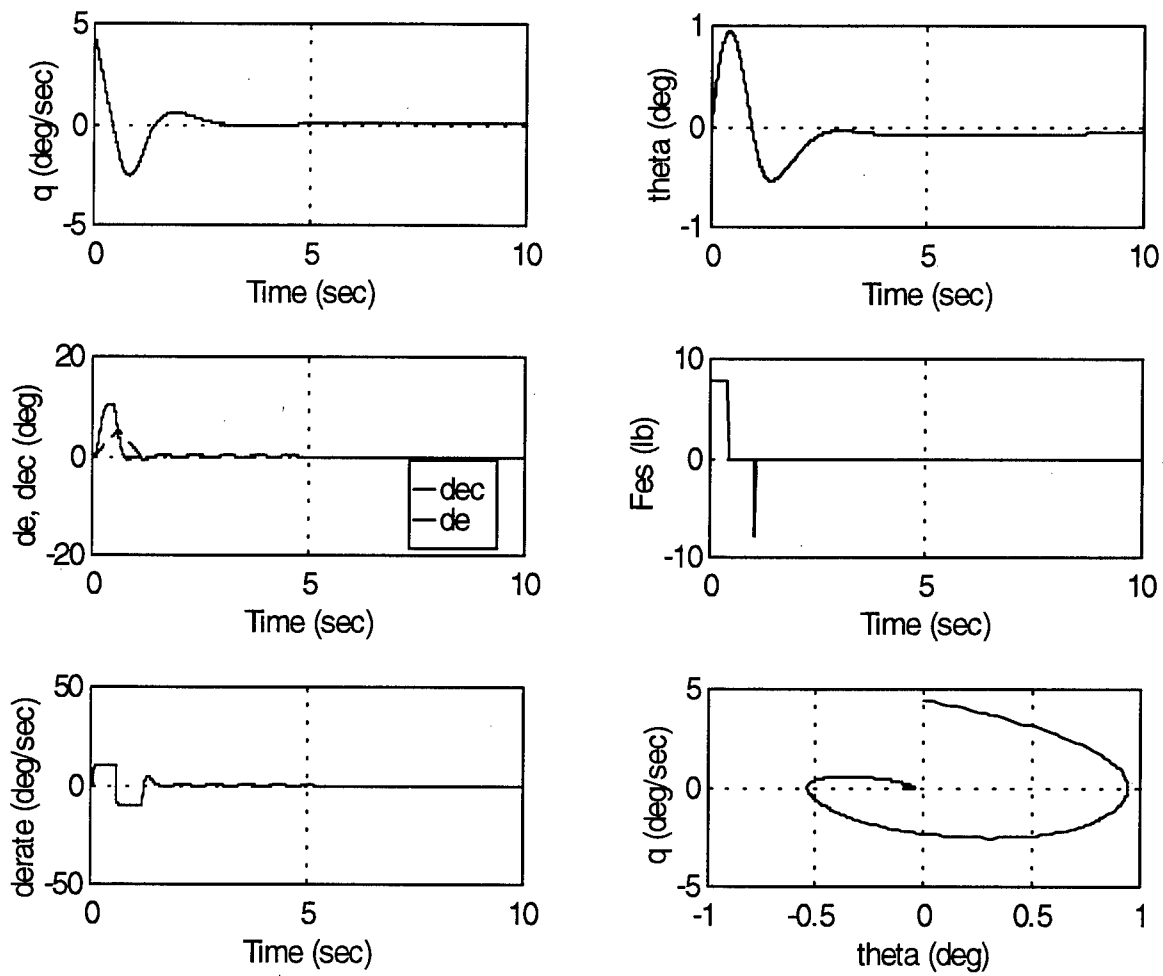 5
0
-5
q (deg/sec)
0
5
10
Time (sec)
1
0
-1
theta (deg)
0
5
10
Time (sec)
20
0
-20
de, dec (deg)
dec
de
0
5
10
Time (sec)
10
0
-10
Fes (lb)
0
5
10
Time (sec)
50
0
-50
derate (deg/sec)
0
5
10
Time (sec)
5
0
-5
q (deg/sec)
-1
-0.5
0
0.5
1
theta (deg)